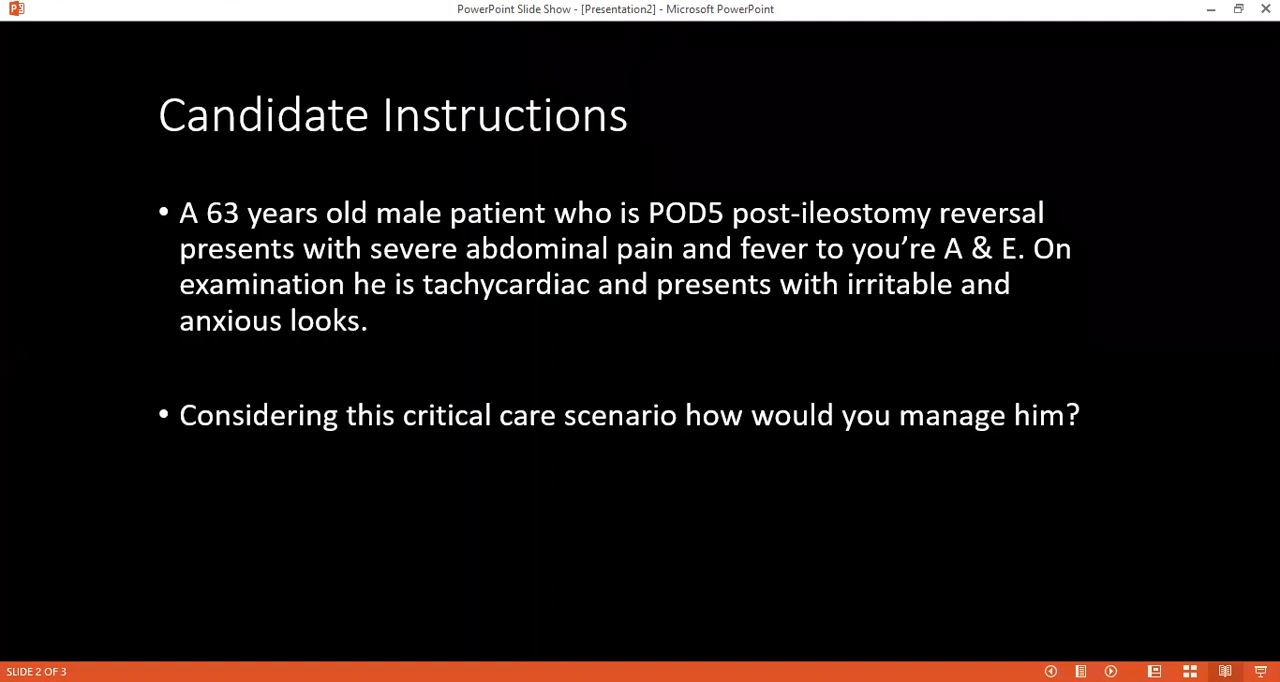 PowerPoint Slide Show - [Presentation2] - Microsoft PowerPoint
Candidate Instructions
• A 63 years old male patient who is POD5 post-ileostomy reversal
presents with severe abdominal pain and fever to you’re A & E. On
examination he is tachycardiac and presents with irritable and
anxious looks.
• Considering this critical care scenario how would you manage him?
SLIDE 2 OF 3